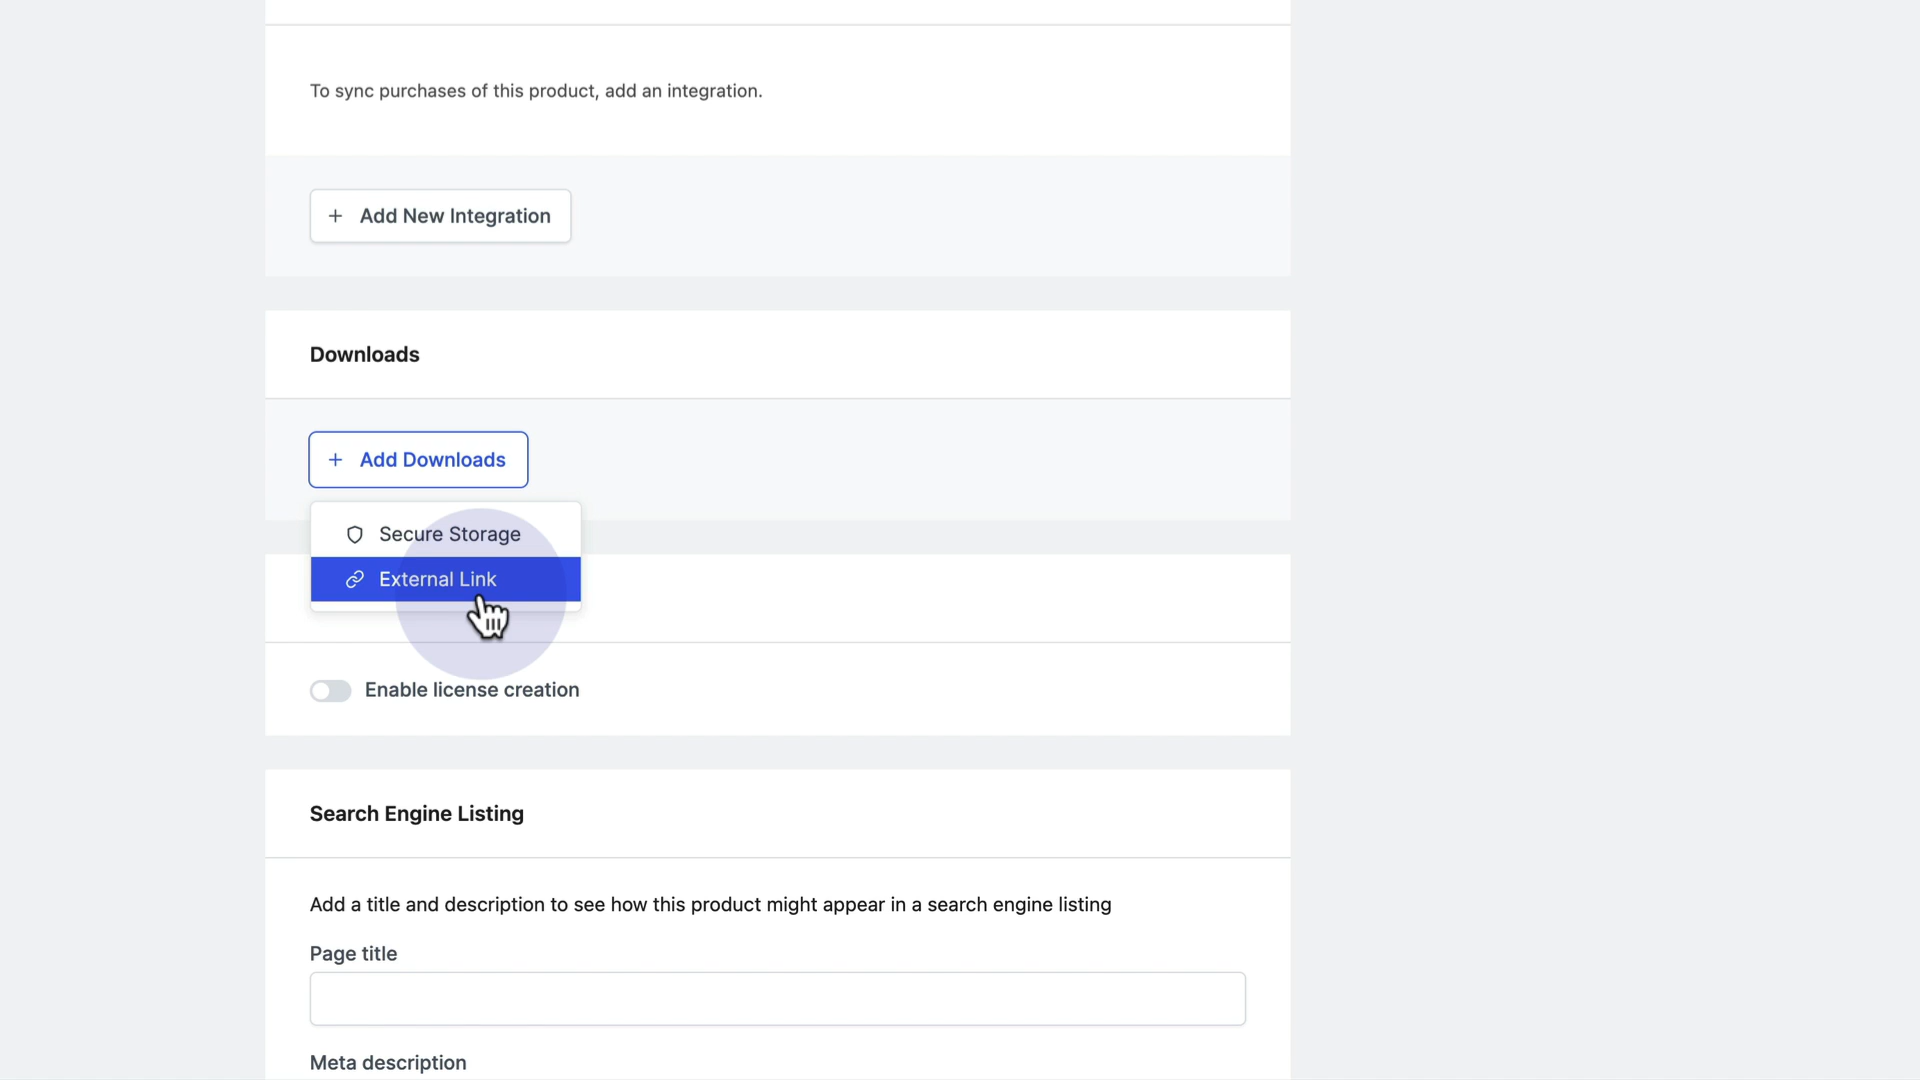 To sync purchases of this product, add an integration.
+ Add New Integration
Downloads
+ Add Downloads
Secure Storage
External Link
Enable license creation
Search Engine Listing
Add a title and description to see how this product might appear in a search engine listing
Page title
Meta description